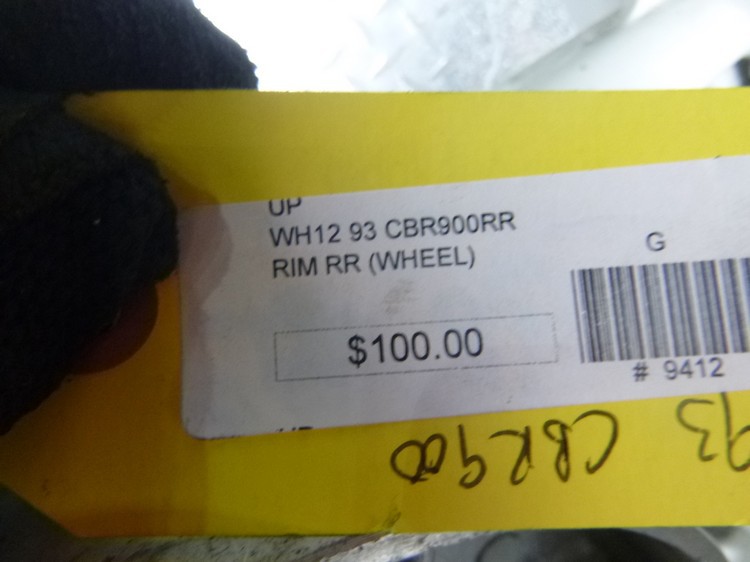 UP
WH12 93 CBR900RR
RIM RR (WHEEL)
$100.00
G
# 9412
93 CBR900